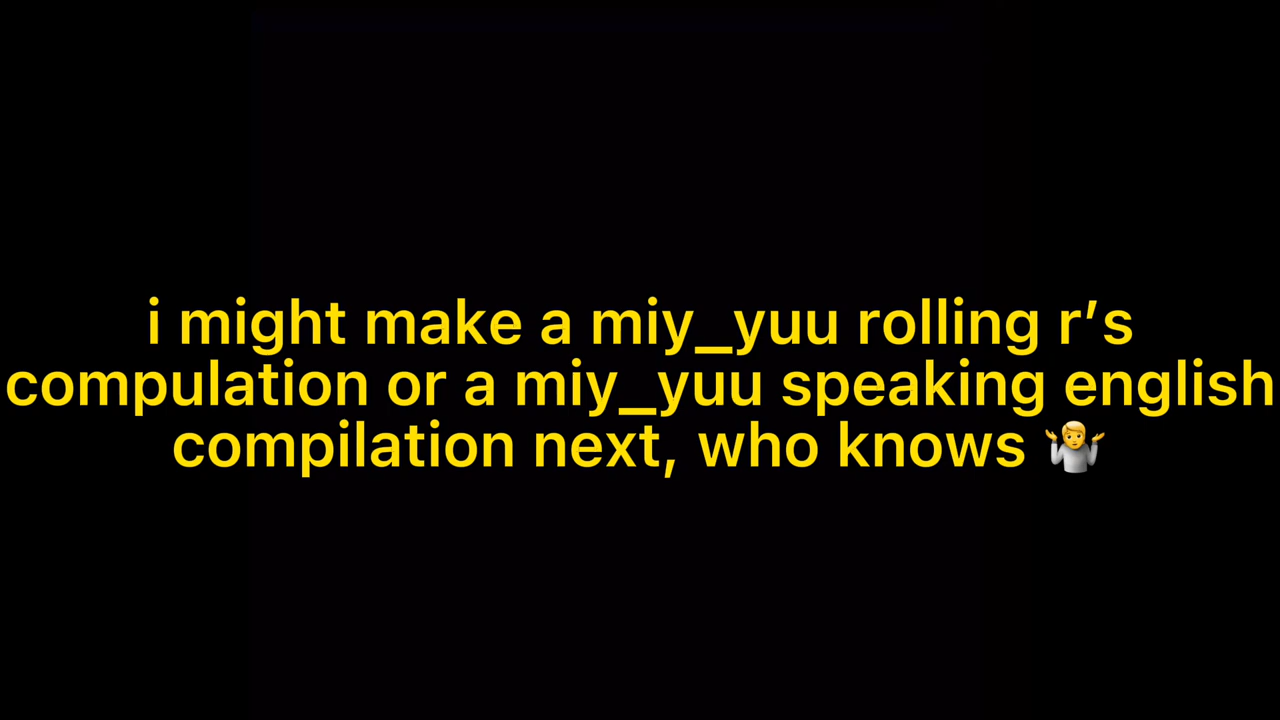 i might make a miy_yuu rolling r’s
compulation or a miy_yuu speaking english
compilation next, who knows 🤷